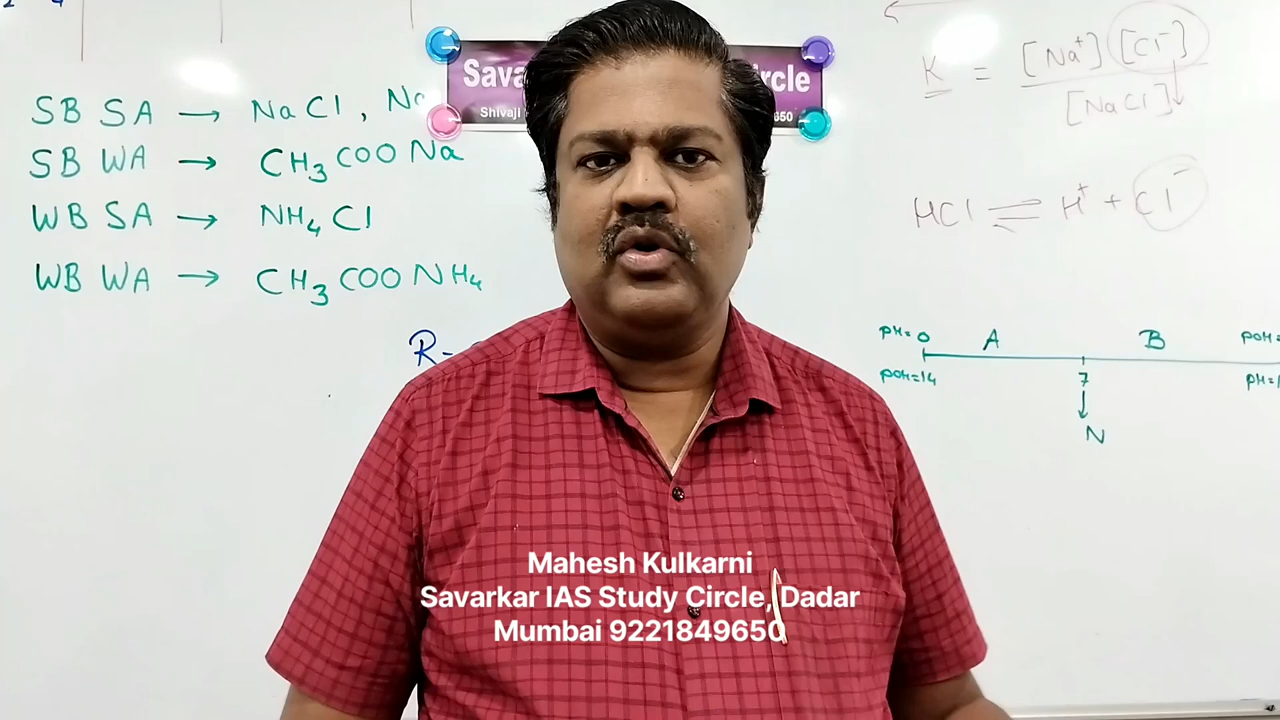 Sava rcle
Shivaji 650
SB SA → NaCl, Na
SB WA → CH₃COONa
WB SA → NH₄Cl
WB WA → CH₃COONH₄
R-
K = [Na⁺][Cl⁻]
[NaCl]↓
HCl ⇌ H⁺ + Cl⁻
pH=0 A B pOH=
pOH=14 7 pH=1
N
Mahesh Kulkarni
Savarkar IAS Study Circle, Dadar
Mumbai 9221849650